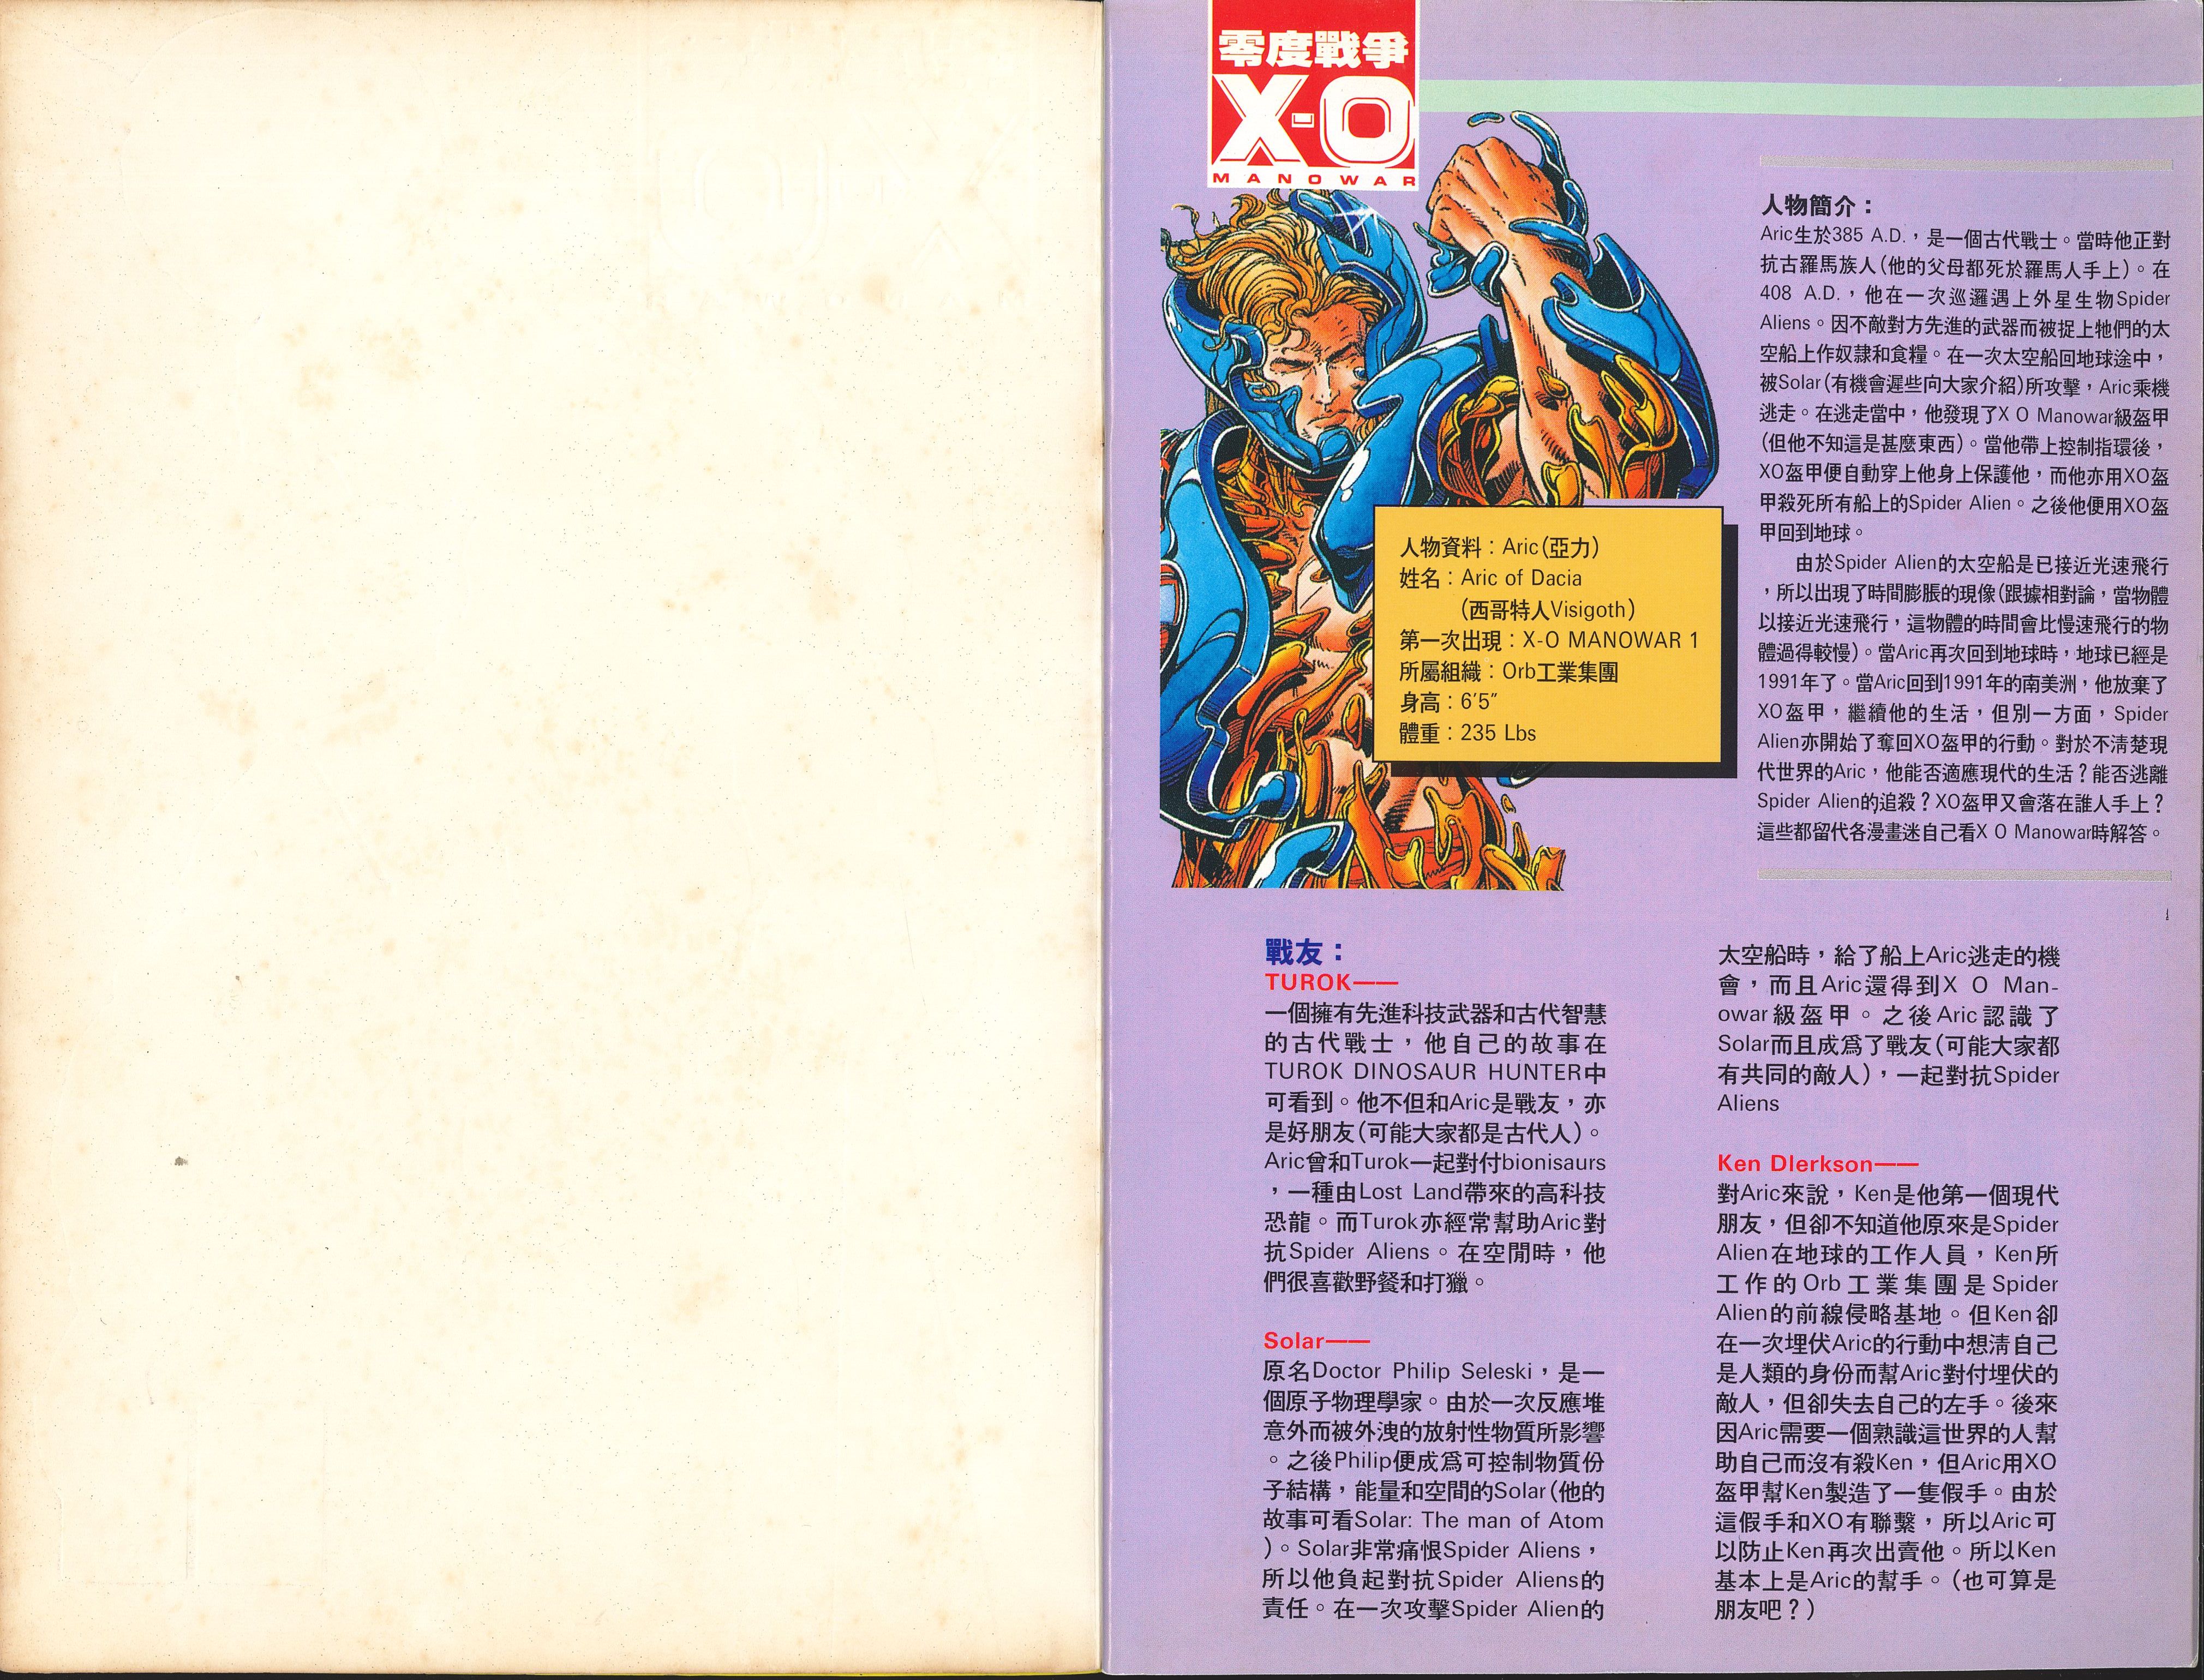 零度戰爭
X-O
MANOWAR
人物簡介：
Aric生於385 A.D.，是一個古代戰士。當時他正對
抗古羅馬族人(他的父母都死於羅馬人手上)。在
408 A.D.，他在一次巡邏遇上外星生物Spider
Aliens。因不敵對方先進的武器而被捉上牠們的太
空船上作奴隸和食糧。在一次太空船回地球途中，
被Solar(有機會遲些向大家介紹)所攻擊，Aric乘機
逃走。在逃走當中，他發現了X O Manowar級盔甲
(但他不知這是甚麼東西)。當他帶上控制指環後，
XO盔甲便自動穿上他身上保護他，而他亦用XO盔
甲殺死所有船上的Spider Alien。之後他便用XO盔
甲回到地球。
由於Spider Alien的太空船是已接近光速飛行
，所以出現了時間膨脹的現像(跟據相對論，當物體
以接近光速飛行，這物體的時間會比慢速飛行的物
體過得較慢)。當Aric再次回到地球時，地球已經是
1991年了。當Aric回到1991年的南美洲，他放棄了
XO盔甲，繼續他的生活，但別一方面，Spider
Alien亦開始了奪回XO盔甲的行動。對於不清楚現
代世界的Aric，他能否適應現代的生活？能否逃離
Spider Alien的追殺？XO盔甲又會落在誰人手上？
這些都留代各漫畫迷自己看X O Manowar時解答。
人物資料：Aric(亞力)
姓名：Aric of Dacia
(西哥特人Visigoth)
第一次出現：X-O MANOWAR 1
所屬組織：Orb工業集團
身高：6'5"
體重：235 Lbs
戰友：
TUROK——
一個擁有先進科技武器和古代智慧
的古代戰士，他自己的故事在
TUROK DINOSAUR HUNTER中
可看到。他不但和Aric是戰友，亦
是好朋友(可能大家都是古代人)。
Aric曾和Turok一起對付bionisaurs
，一種由Lost Land帶來的高科技
恐龍。而Turok亦經常幫助Aric對
抗Spider Aliens。在空閒時，他
們很喜歡野餐和打獵。
Solar——
原名Doctor Philip Seleski，是一
個原子物理學家。由於一次反應堆
意外而被外洩的放射性物質所影響
。之後Philip便成爲可控制物質份
子結構，能量和空間的Solar(他的
故事可看Solar: The man of Atom
)。Solar非常痛恨Spider Aliens，
所以他負起對抗Spider Aliens的
責任。在一次攻擊Spider Alien的
太空船時，給了船上Aric逃走的機
會，而且Aric還得到X O Man-
owar級盔甲。之後Aric認識了
Solar而且成爲了戰友(可能大家都
有共同的敵人)，一起對抗Spider
Aliens
Ken Dlerkson——
對Aric來說，Ken是他第一個現代
朋友，但卻不知道他原來是Spider
Alien在地球的工作人員，Ken所
工作的Orb工業集團是Spider
Alien的前線侵略基地。但Ken卻
在一次埋伏Aric的行動中想清自己
是人類的身份而幫Aric對付埋伏的
敵人，但卻失去自己的左手。後來
因Aric需要一個熟識這世界的人幫
助自己而沒有殺Ken，但Aric用XO
盔甲幫Ken製造了一隻假手。由於
這假手和XO有聯繫，所以Aric可
以防止Ken再次出賣他。所以Ken
基本上是Aric的幫手。(也可算是
朋友吧？)